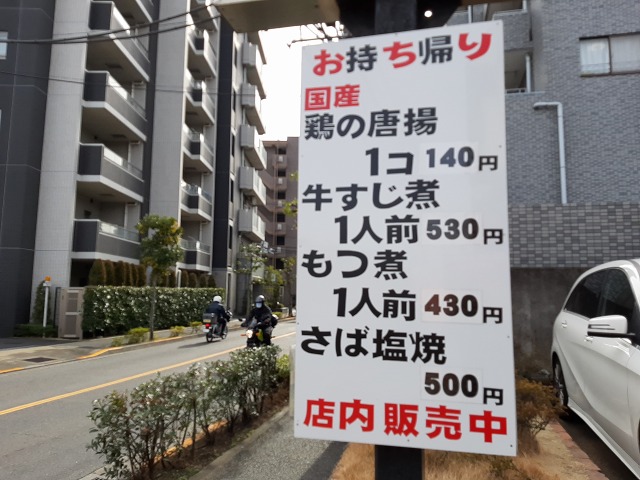 お持ち帰り
国産
鶏の唐揚
1コ 140円
牛すじ煮
1人前 530円
もつ煮
1人前 430円
さば塩焼
500円
店内販売中